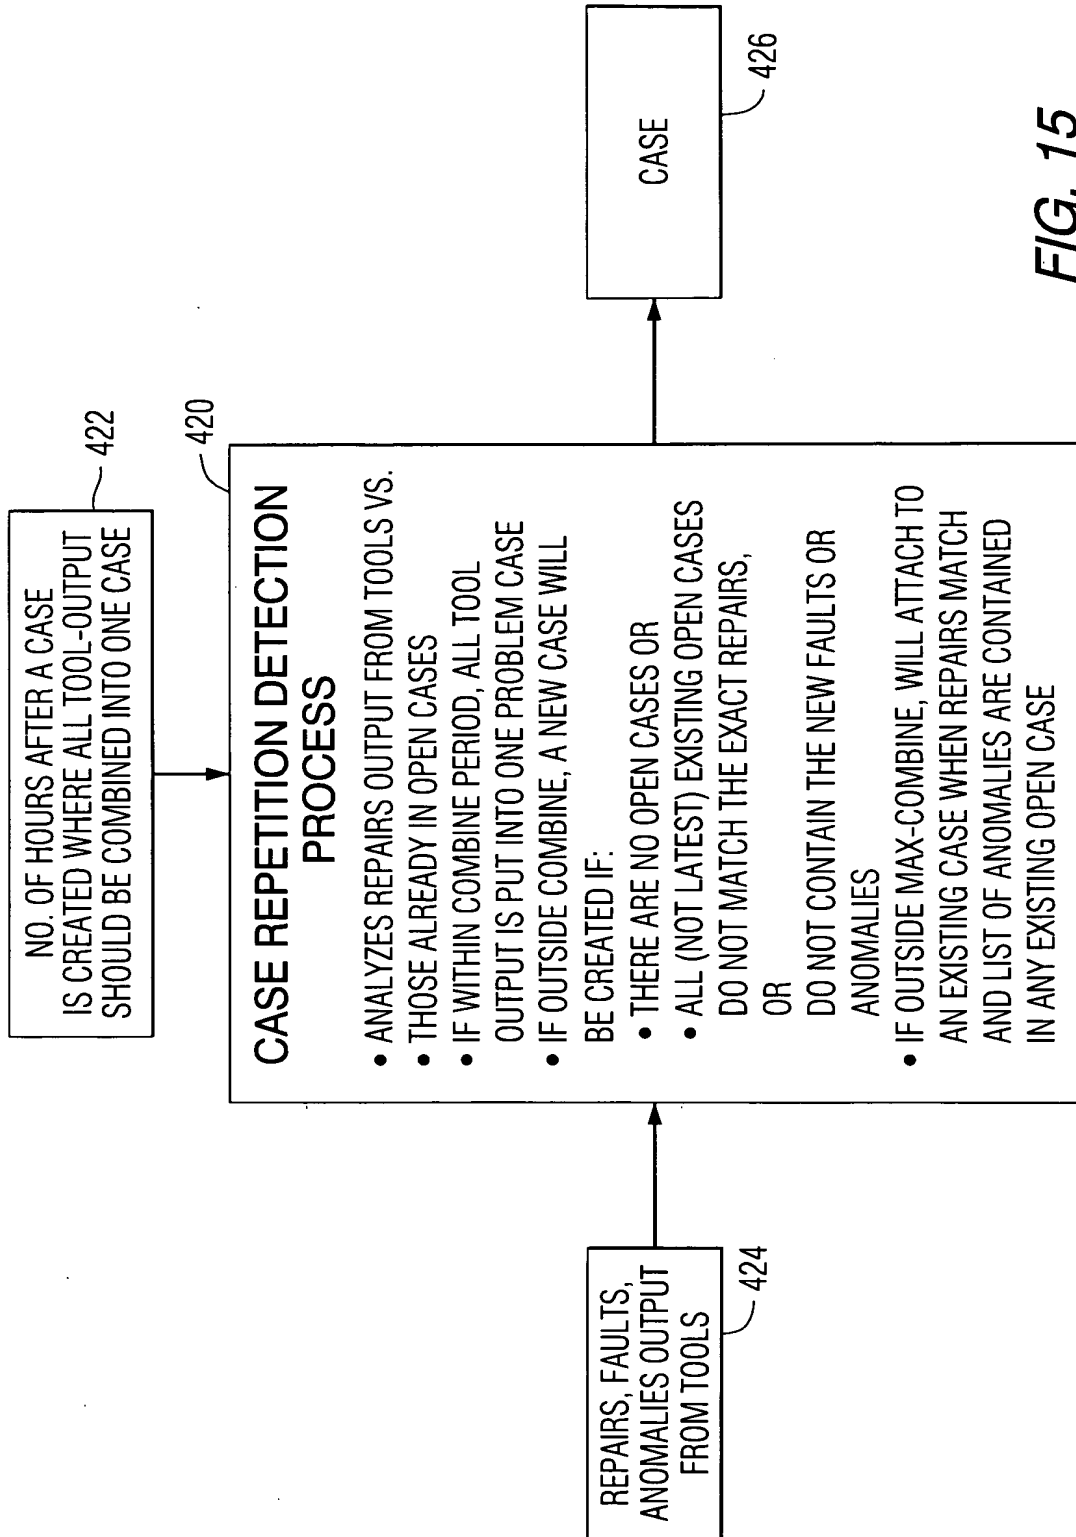 NO. OF HOURS AFTER A CASE
IS CREATED WHERE ALL TOOL-OUTPUT
SHOULD BE COMBINED INTO ONE CASE
422
420
CASE REPETITION DETECTION
PROCESS
• ANALYZES REPAIRS OUTPUT FROM TOOLS VS.
• THOSE ALREADY IN OPEN CASES
• IF WITHIN COMBINE PERIOD, ALL TOOL
OUTPUT IS PUT INTO ONE PROBLEM CASE
• IF OUTSIDE COMBINE, A NEW CASE WILL
BE CREATED IF:
• THERE ARE NO OPEN CASES OR
• ALL (NOT LATEST) EXISTING OPEN CASES
DO NOT MATCH THE EXACT REPAIRS,
OR
DO NOT CONTAIN THE NEW FAULTS OR
ANOMALIES
• IF OUTSIDE MAX-COMBINE, WILL ATTACH TO
AN EXISTING CASE WHEN REPAIRS MATCH
AND LIST OF ANOMALIES ARE CONTAINED
IN ANY EXISTING OPEN CASE
REPAIRS, FAULTS,
ANOMALIES OUTPUT
FROM TOOLS
424
CASE
426
FIG. 15